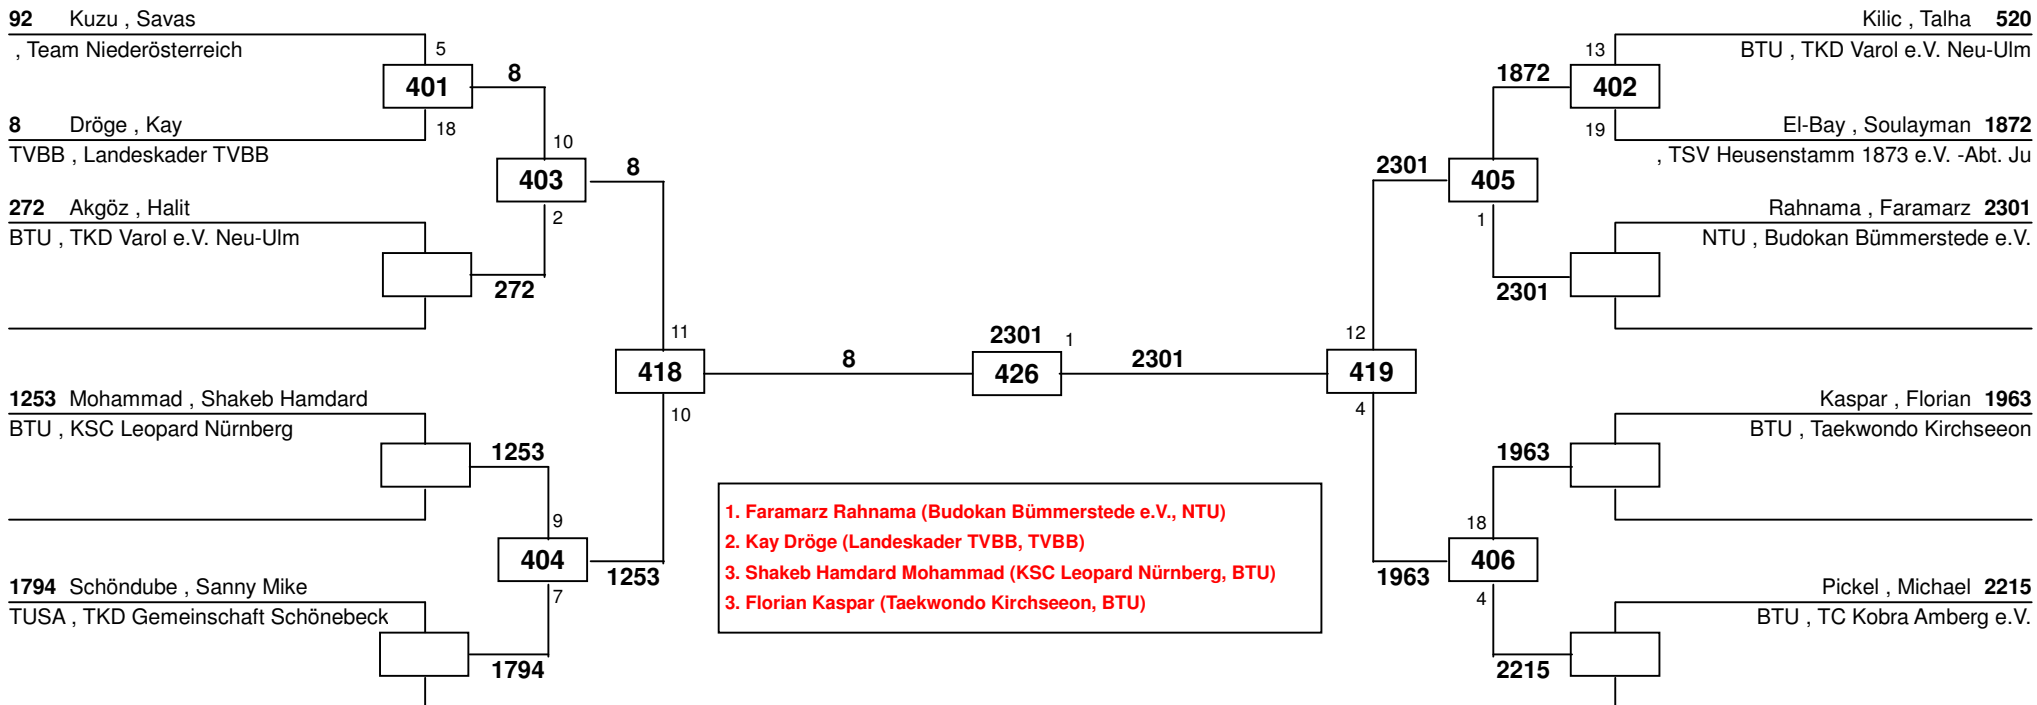 92 Kuzu , Savas
, Team Niederösterreich
5
401
8
18
8 Dröge , Kay
TVBB , Landeskader TVBB
10
403
8
2
272 Akgöz , Halit
BTU , TKD Varol e.V. Neu-Ulm
272
11
418
10
8
1253 Mohammad , Shakeb Hamdard
BTU , KSC Leopard Nürnberg
1253
9
404
1253
7
1794 Schöndube , Sanny Mike
TUSA , TKD Gemeinschaft Schönebeck
1794
2301 1
426
2301
1. Faramarz Rahnama (Budokan Bümmerstede e.V., NTU)
2. Kay Dröge (Landeskader TVBB, TVBB)
3. Shakeb Hamdard Mohammad (KSC Leopard Nürnberg, BTU)
3. Florian Kaspar (Taekwondo Kirchseeon, BTU)
Kilic , Talha 520
BTU , TKD Varol e.V. Neu-Ulm
13
1872
402
19
El-Bay , Soulayman 1872
, TSV Heusenstamm 1873 e.V. -Abt. Ju
2301
405
1
Rahnama , Faramarz 2301
NTU , Budokan Bümmerstede e.V.
2301
12
419
4
Kaspar , Florian 1963
BTU , Taekwondo Kirchseeon
1963
18
406
1963
4
Pickel , Michael 2215
BTU , TC Kobra Amberg e.V.
2215